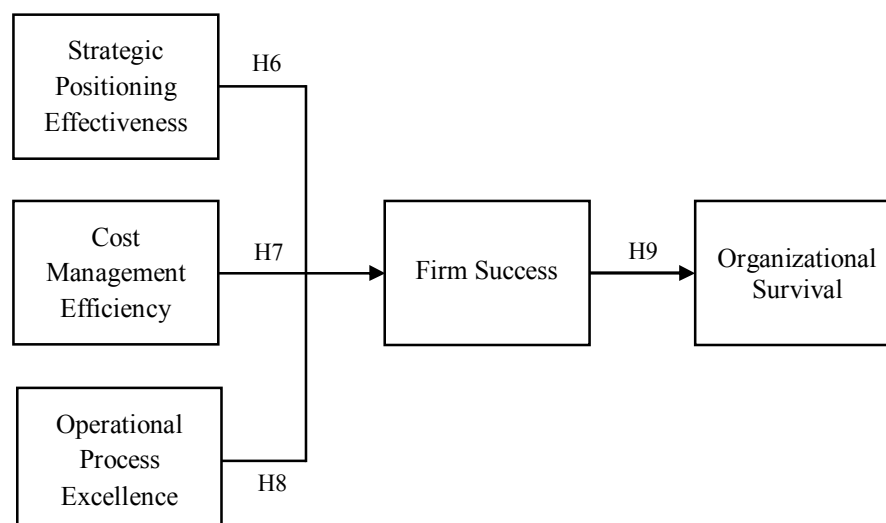 Strategic
Positioning
Effectiveness
H6
Cost
Management
Efficiency
H7
Firm Success
H9
Organizational
Survival
Operational
Process
Excellence
H8